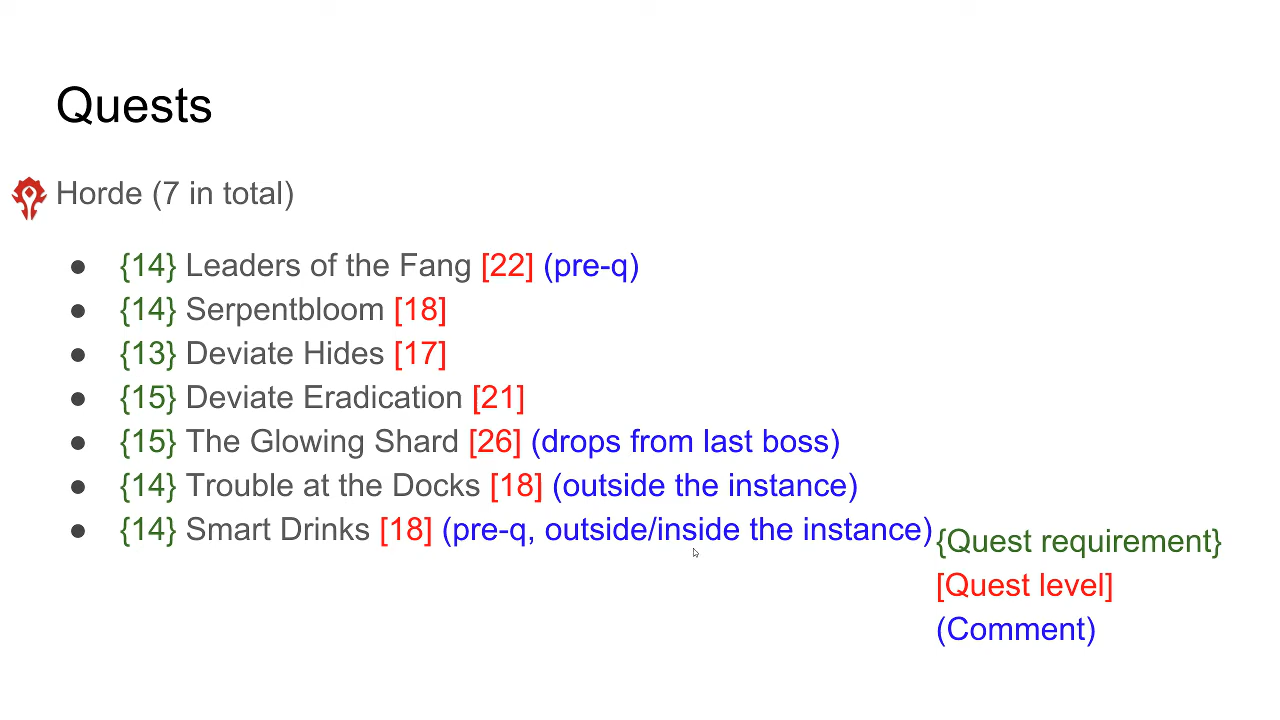 Quests
Horde (7 in total)
● {14} Leaders of the Fang [22] (pre-q)
● {14} Serpentbloom [18]
● {13} Deviate Hides [17]
● {15} Deviate Eradication [21]
● {15} The Glowing Shard [26] (drops from last boss)
● {14} Trouble at the Docks [18] (outside the instance)
● {14} Smart Drinks [18] (pre-q, outside/inside the instance)
{Quest requirement}
[Quest level]
(Comment)